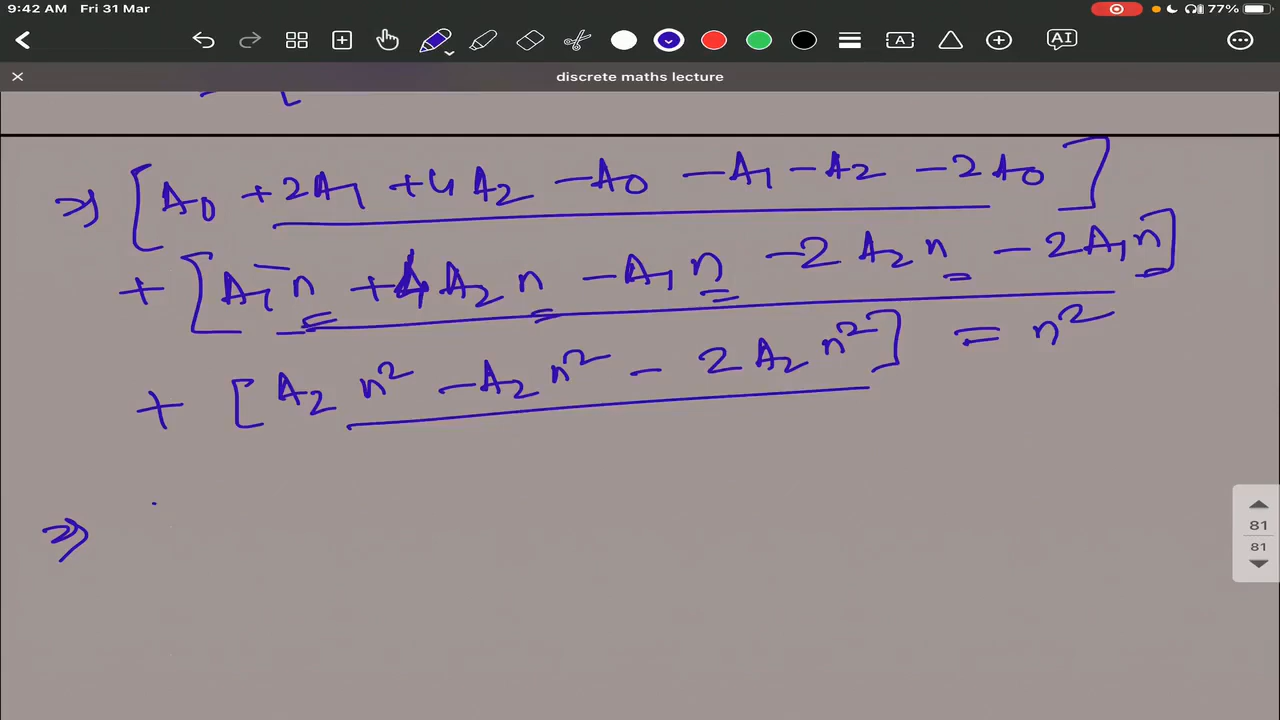 9:42 AM Fri 31 Mar 77%
A AI
discrete maths lecture
⇒ [A₀ + 2A₁ + 4A₂ - A₀ - A₁ - A₂ - 2A₀]
+ [A₁n + 4A₂n - A₁n - 2A₂n - 2A₁n]
+ [A₂n² - A₂n² - 2A₂n²] = n²
⇒
81
81